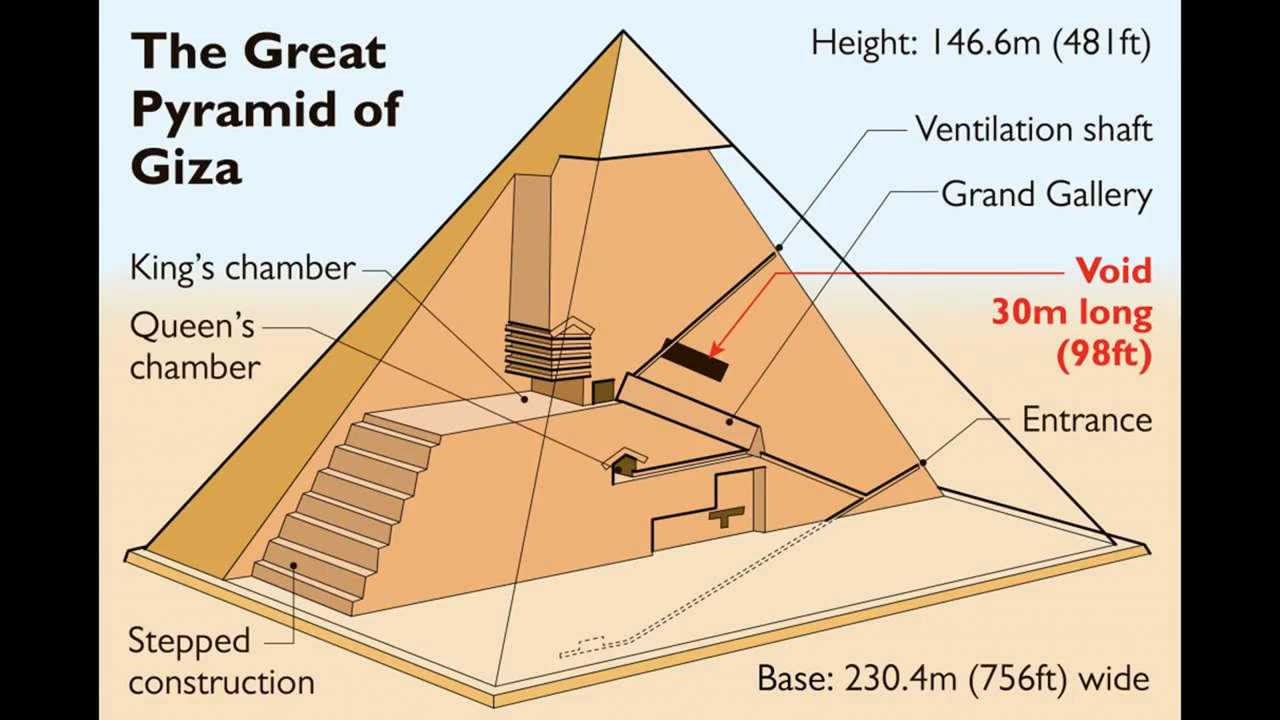 The Great
Pyramid of
Giza
Height: 146.6m (481ft)
Ventilation shaft
Grand Gallery
King's chamber
Void
30m long
(98ft)
Queen's
chamber
Entrance
Stepped
construction
Base: 230.4m (756ft) wide